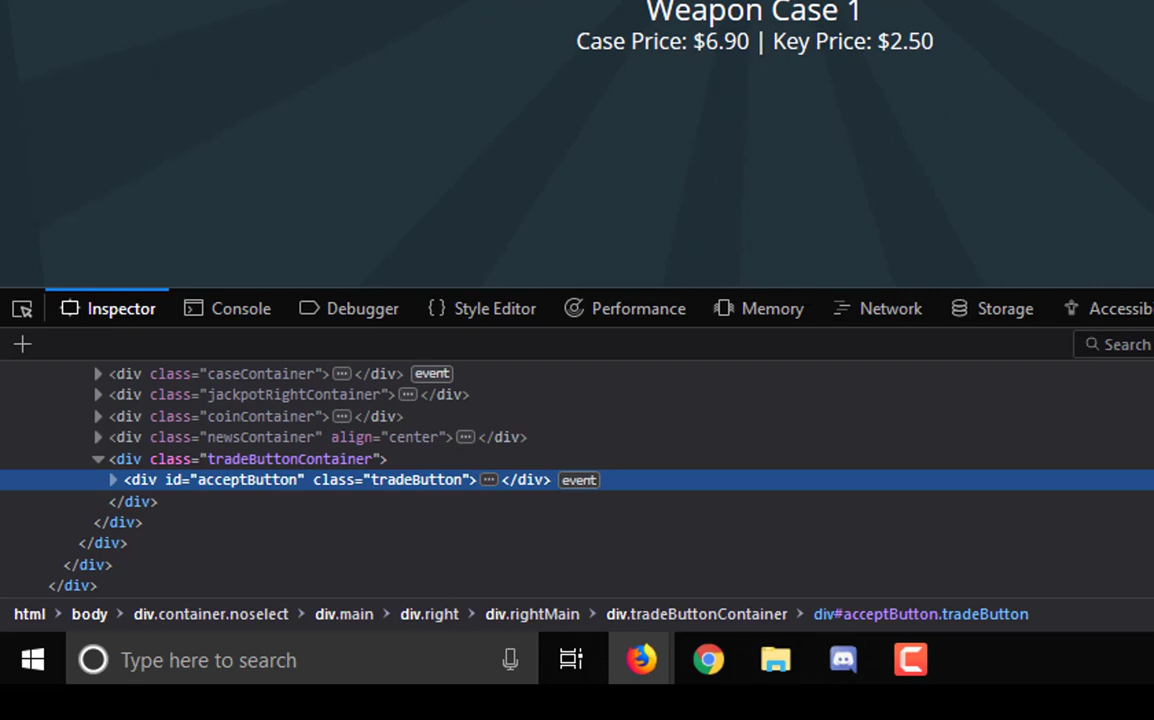 Weapon Case 1
Case Price: $6.90 | Key Price: $2.50
Inspector Console Debugger {} Style Editor Performance Memory Network Storage Accessib
+ Search
<div class="caseContainer">⋯</div> event
<div class="jackpotRightContainer">⋯</div>
<div class="coinContainer">⋯</div>
<div class="newsContainer" align="center">⋯</div>
<div class="tradeButtonContainer">
<div id="acceptButton" class="tradeButton">⋯</div> event
</div>
</div>
</div>
</div>
</div>
html > body > div.container.noselect > div.main > div.right > div.rightMain > div.tradeButtonContainer > div#acceptButton.tradeButton
Type here to search